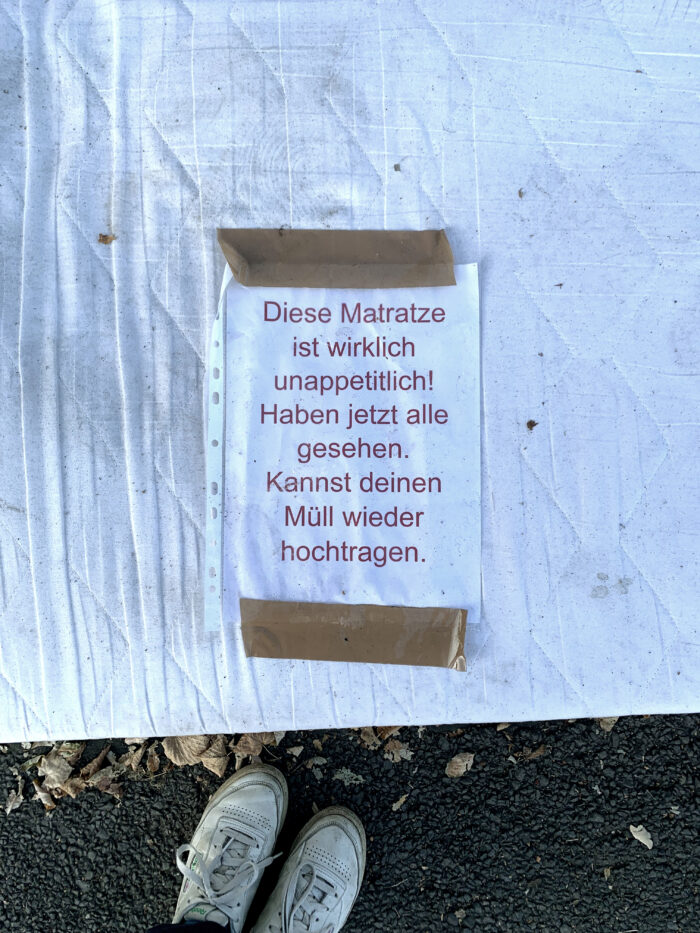 Diese Matratze
ist wirklich
unappetitlich!
Haben jetzt alle
gesehen.
Kannst deinen
Müll wieder
hochtragen.